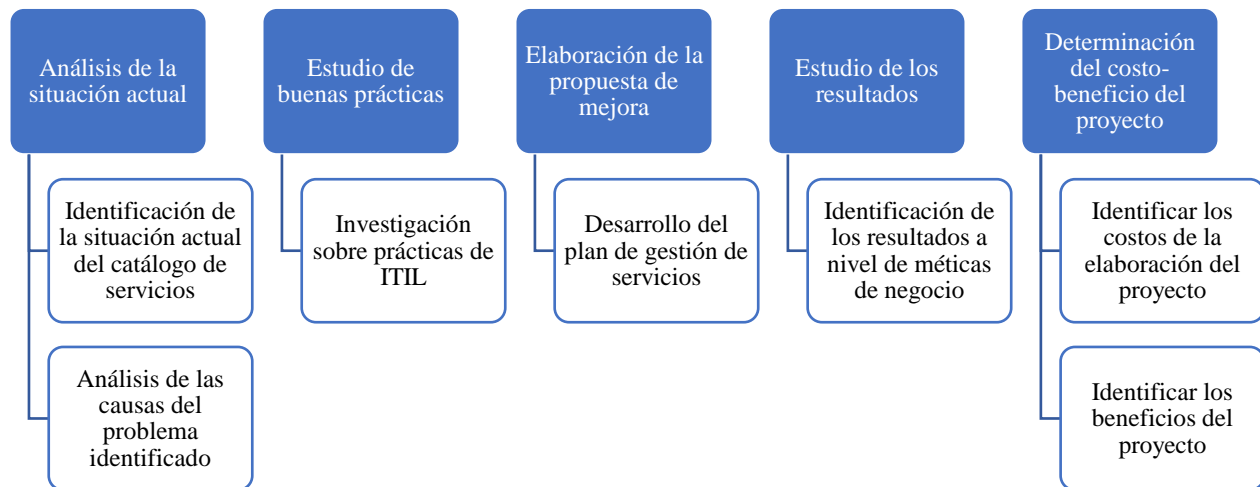 Análisis de la
situación actual
Identificación de
la situación actual
del catálogo de
servicios
Análisis de las
causas del
problema
identificado
Estudio de
buenas prácticas
Investigación
sobre prácticas de
ITIL
Elaboración de la
propuesta de
mejora
Desarrollo del
plan de gestión de
servicios
Estudio de los
resultados
Identificación de
los resultados a
nivel de méticas
de negocio
Determinación
del costo-
beneficio del
proyecto
Identificar los
costos de la
elaboración del
proyecto
Identificar los
beneficios del
proyecto